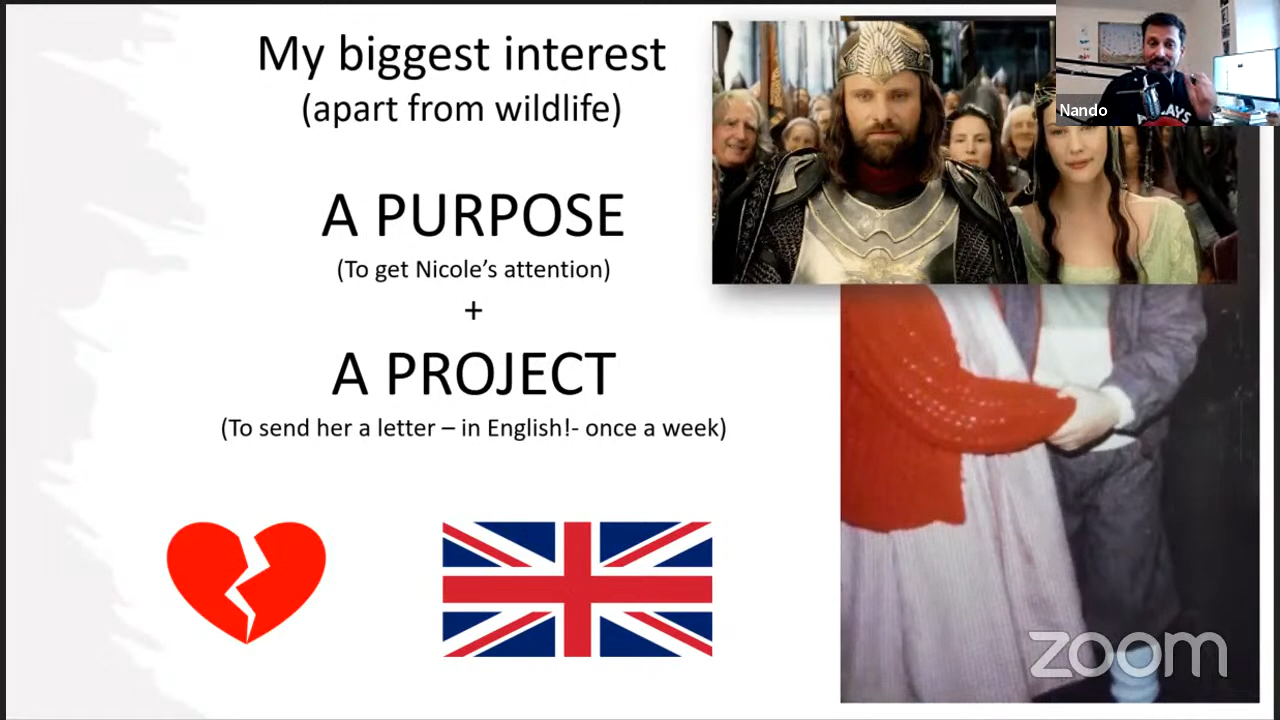 My biggest interest
(apart from wildlife)
A PURPOSE
(To get Nicole's attention)
+
A PROJECT
(To send her a letter – in English!- once a week)
Nando
zoom